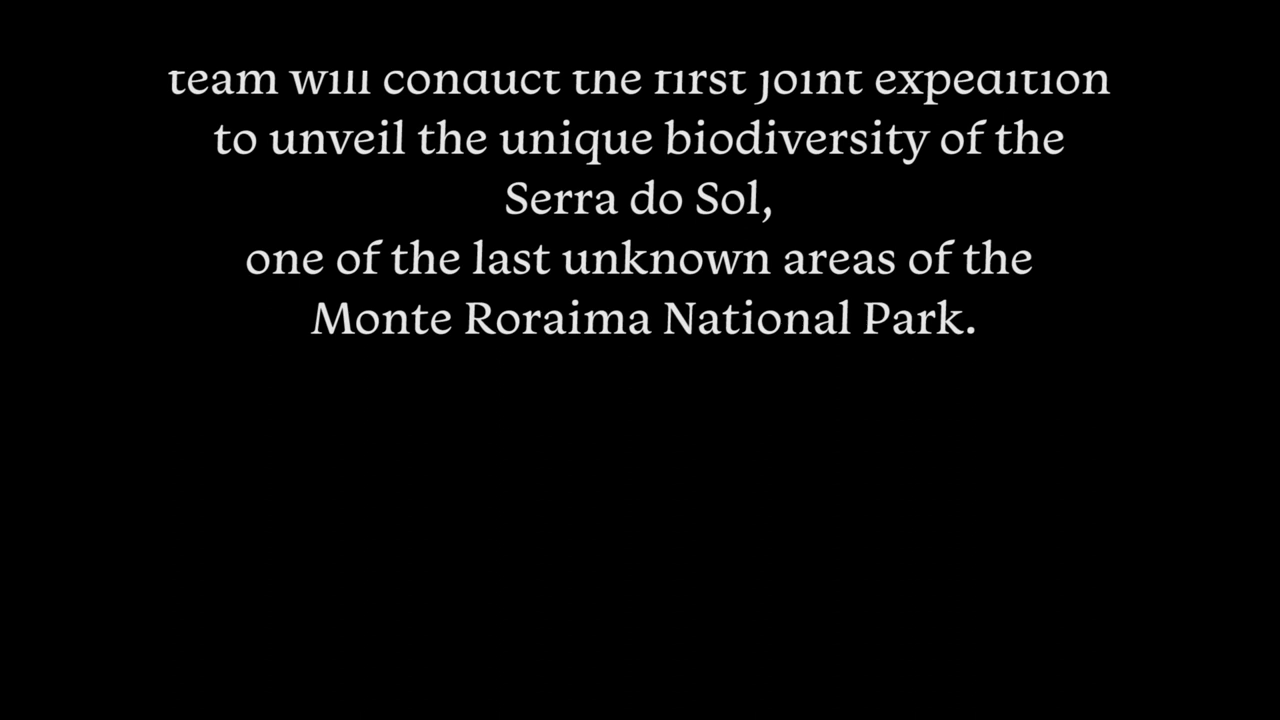 team will conduct the first joint expedition
to unveil the unique biodiversity of the
Serra do Sol,
one of the last unknown areas of the
Monte Roraima National Park.